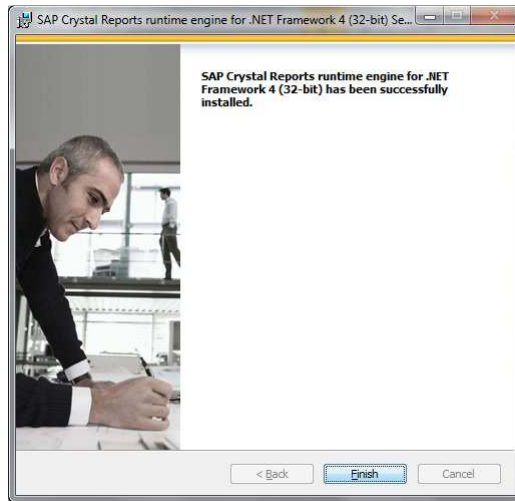 SAP Crystal Reports runtime engine for .NET Framework 4 (32-bit) Se...
SAP Crystal Reports runtime engine for .NET
Framework 4 (32-bit) has been successfully
installed.
< Back
Finish
Cancel